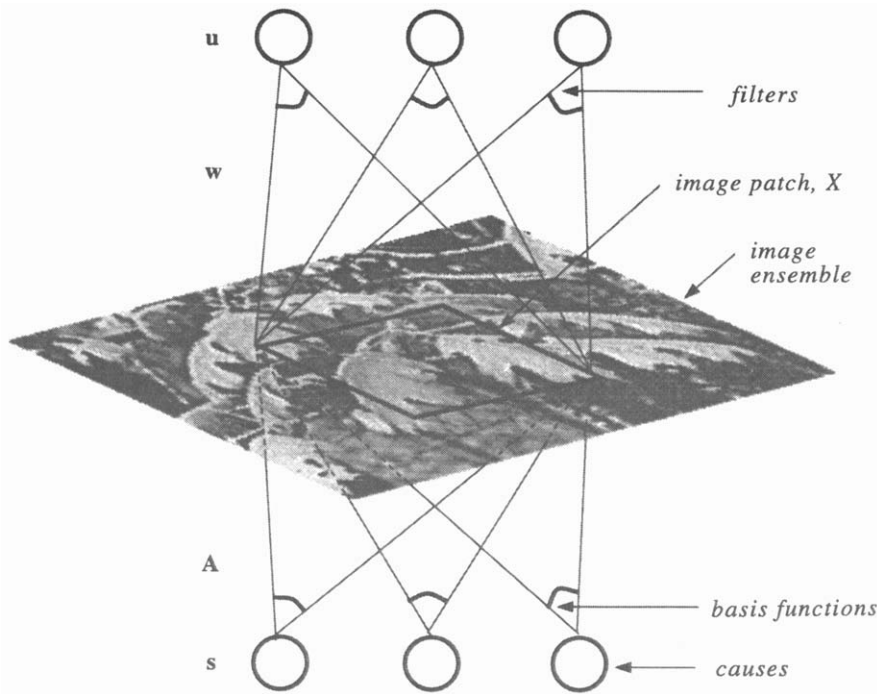 u
filters
w
image patch, X
image
ensemble
A
basis functions
s
causes